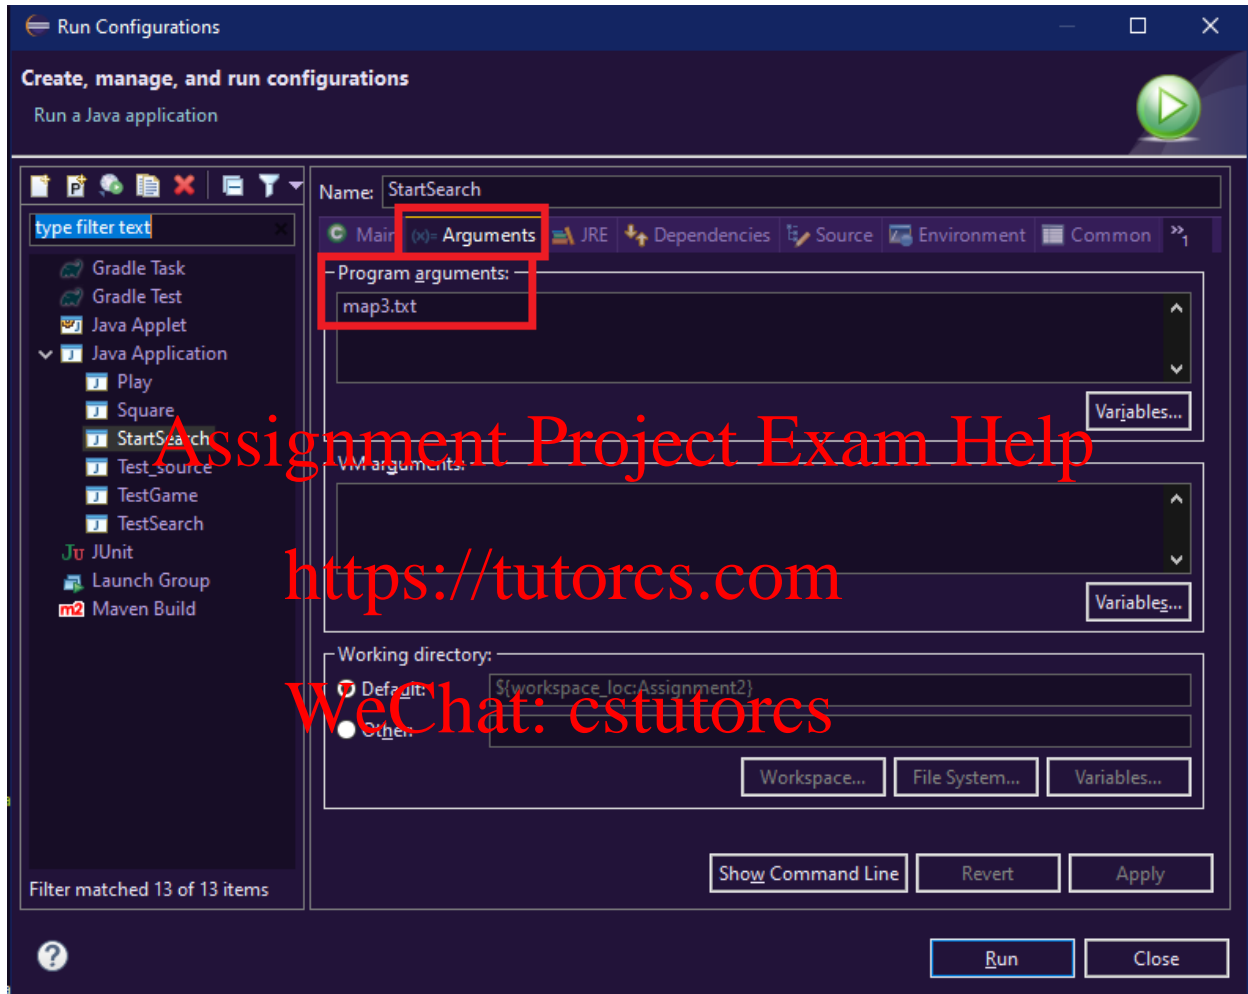 Run Configurations
Create, manage, and run configurations
Run a Java application
type filter text
Gradle Task
Gradle Test
Java Applet
Java Application
Play
Square
StartSearch
Test_source
TestGame
TestSearch
JUnit
Launch Group
Maven Build
Filter matched 13 of 13 items
Name: StartSearch
Main (x)= Arguments JRE Dependencies Source Environment Common »1
Program arguments:
map3.txt
Variables...
VM arguments:
Variables...
Working directory:
Default: ${workspace_loc:Assignment2}
Other:
Workspace... File System... Variables...
Show Command Line Revert Apply
Run Close
Assignment Project Exam Help
https://tutorcs.com
WeChat: cstutorcs